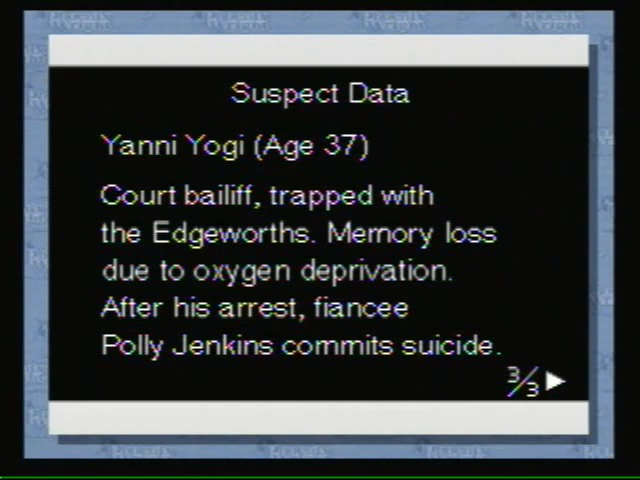 Suspect Data
Yanni Yogi (Age 37)
Court bailiff, trapped with
the Edgeworths. Memory loss
due to oxygen deprivation.
After his arrest, fiancee
Polly Jenkins commits suicide.
3/3